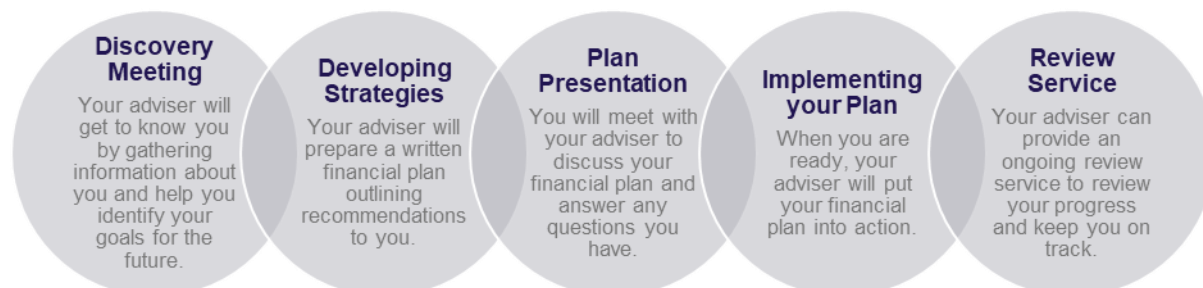 Discovery
Meeting
Your adviser will
get to know you
by gathering
information about
you and help you
identify your
goals for the
future.
Developing
Strategies
Your adviser will
prepare a written
financial plan
outlining
recommendations
to you.
Plan
Presentation
You will meet with
your adviser to
discuss your
financial plan and
answer any
questions you
have.
Implementing
your Plan
When you are
ready, your
adviser will put
your financial
plan into action.
Review
Service
Your adviser can
provide an
ongoing review
service to review
your progress
and keep you on
track.